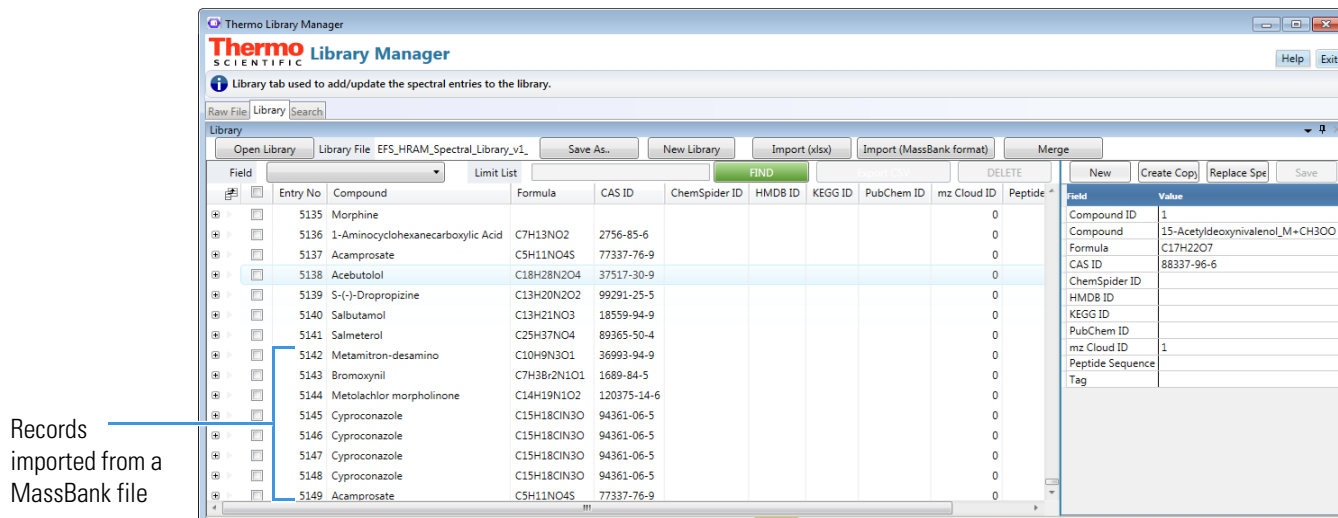 Thermo Library Manager
Thermo
SCIENTIFIC
Library Manager
Help Exit
Library tab used to add/update the spectral entries to the library.
Raw File Library Search
Library
Open Library Library File EFS_HRAM_Spectral_Library_v1_ Save As.. New Library Import (xlsx) Import (MassBank format) Merge
Field Limit List FIND Export CSV DELETE New Create Copy Replace Spe Save
Entry No Compound Formula CAS ID ChemSpider ID HMDB ID KEGG ID PubChem ID mz Cloud ID Peptide
5135 Morphine 0
5136 1-Aminocyclohexanecarboxylic Acid C7H13NO2 2756-85-6 0
5137 Acamprosate C5H11NO4S 77337-76-9 0
5138 Acebutolol C18H28N2O4 37517-30-9 0
5139 S-(-)-Dropropizine C13H20N2O2 99291-25-5 0
5140 Salbutamol C13H21NO3 18559-94-9 0
5141 Salmeterol C25H37NO4 89365-50-4 0
5142 Metamitron-desamino C10H9N3O1 36993-94-9 0
5143 Bromoxynil C7H3Br2N1O1 1689-84-5 0
5144 Metolachlor morpholinone C14H19N1O2 120375-14-6 0
5145 Cyproconazole C15H18ClN3O 94361-06-5 0
5146 Cyproconazole C15H18ClN3O 94361-06-5 0
5147 Cyproconazole C15H18ClN3O 94361-06-5 0
5148 Cyproconazole C15H18ClN3O 94361-06-5 0
5149 Acamprosate C5H11NO4S 77337-76-9 0
Field Value
Compound ID 1
Compound 15-Acetyldeoxynivalenol_M+CH3OO
Formula C17H22O7
CAS ID 88337-96-6
ChemSpider ID
HMDB ID
KEGG ID
PubChem ID
mz Cloud ID 1
Peptide Sequence
Tag
Records
imported from a
MassBank file